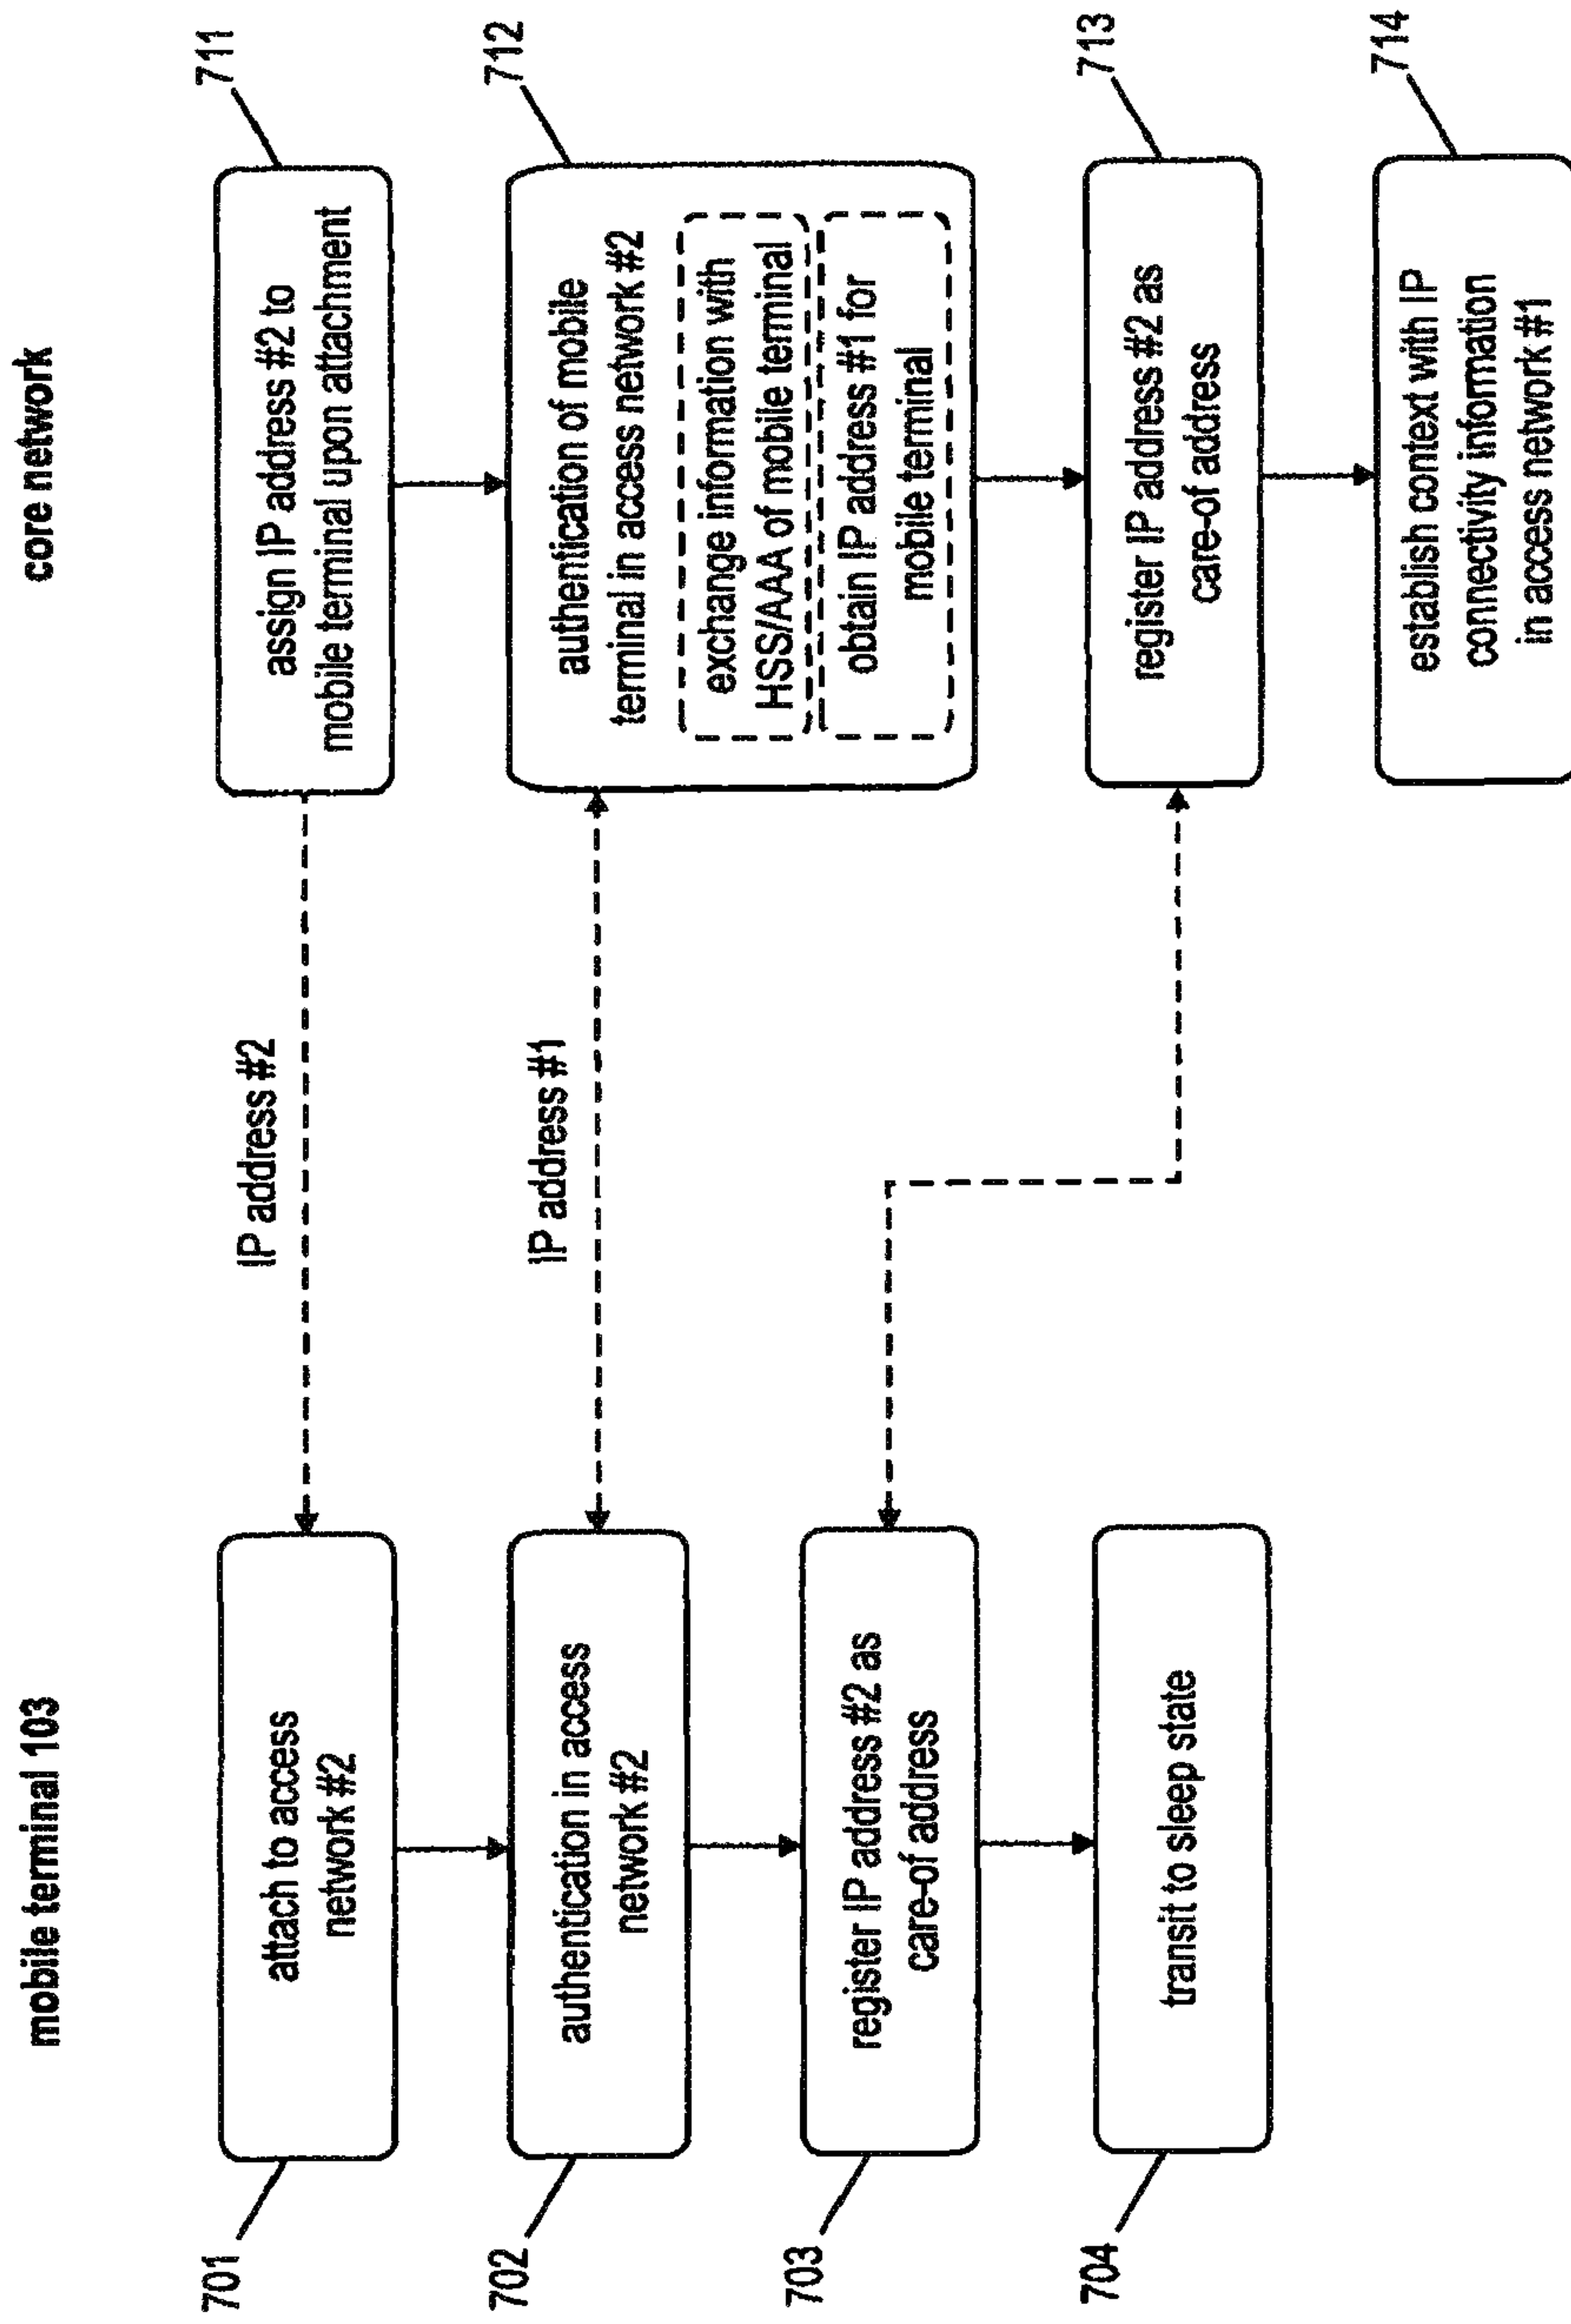 mobile terminal 103
core network
701
attach to access
network #2
IP address #2
assign IP address #2 to
mobile terminal upon attachment
711
702
authentication in access
network #2
IP address #1
authentication of mobile
terminal in access network #2
exchange information with
HSS/AAA of mobile terminal
obtain IP address #1 for
mobile terminal
712
703
register IP address #2 as
care-of address
register IP address #2 as
care-of address
713
704
transit to sleep state
establish context with IP
connectivity information
in access network #1
714